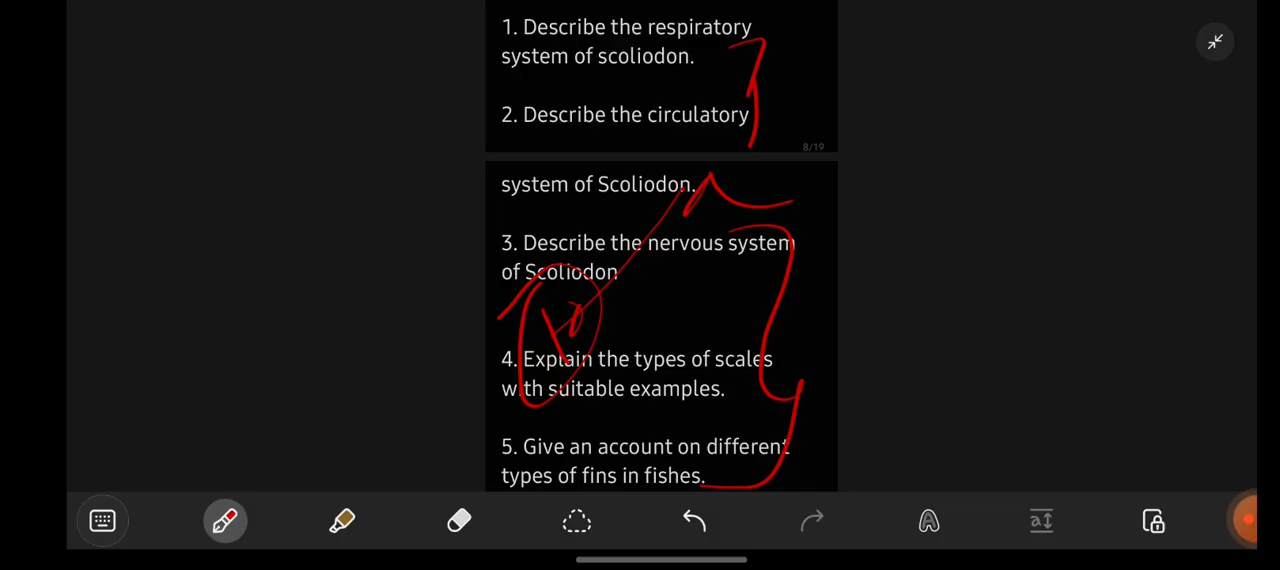 1. Describe the respiratory
system of scoliodon.
2. Describe the circulatory
8/19
system of Scoliodon.
3. Describe the nervous system
of Scoliodon
4. Explain the types of scales
with suitable examples.
5. Give an account on different
types of fins in fishes.